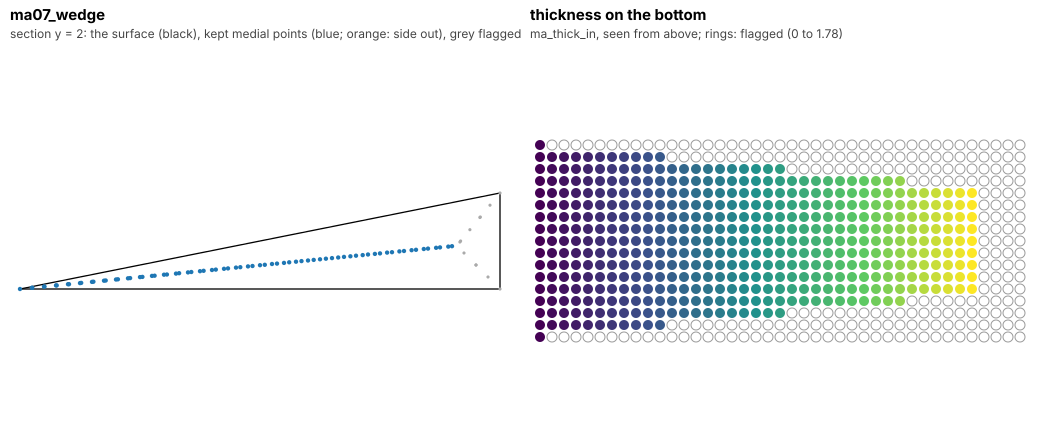 ma07_wedge
section y = 2: the surface (black), kept medial points (blue; orange: side out), grey flagged
thickness on the bottom
ma_thick_in, seen from above; rings: flagged (0 to 1.78)